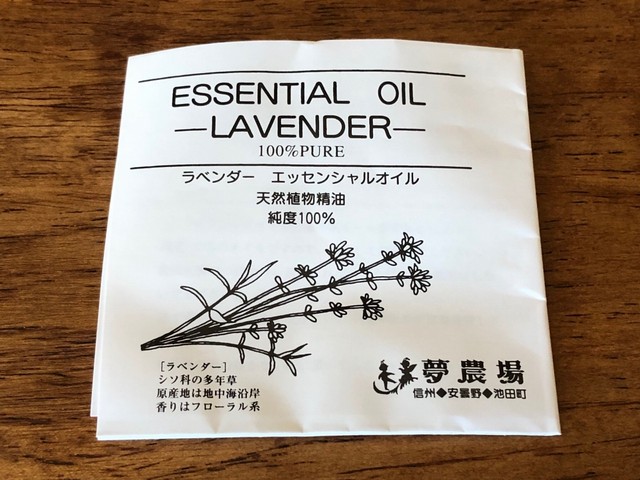 ESSENTIAL OIL
—LAVENDER—
100%PURE
ラベンダー エッセンシャルオイル
天然植物精油
純度100%
[ラベンダー]
シソ科の多年草
原産地は地中海沿岸
香りはフローラル系
夢農場
信州◆安曇野◆池田町